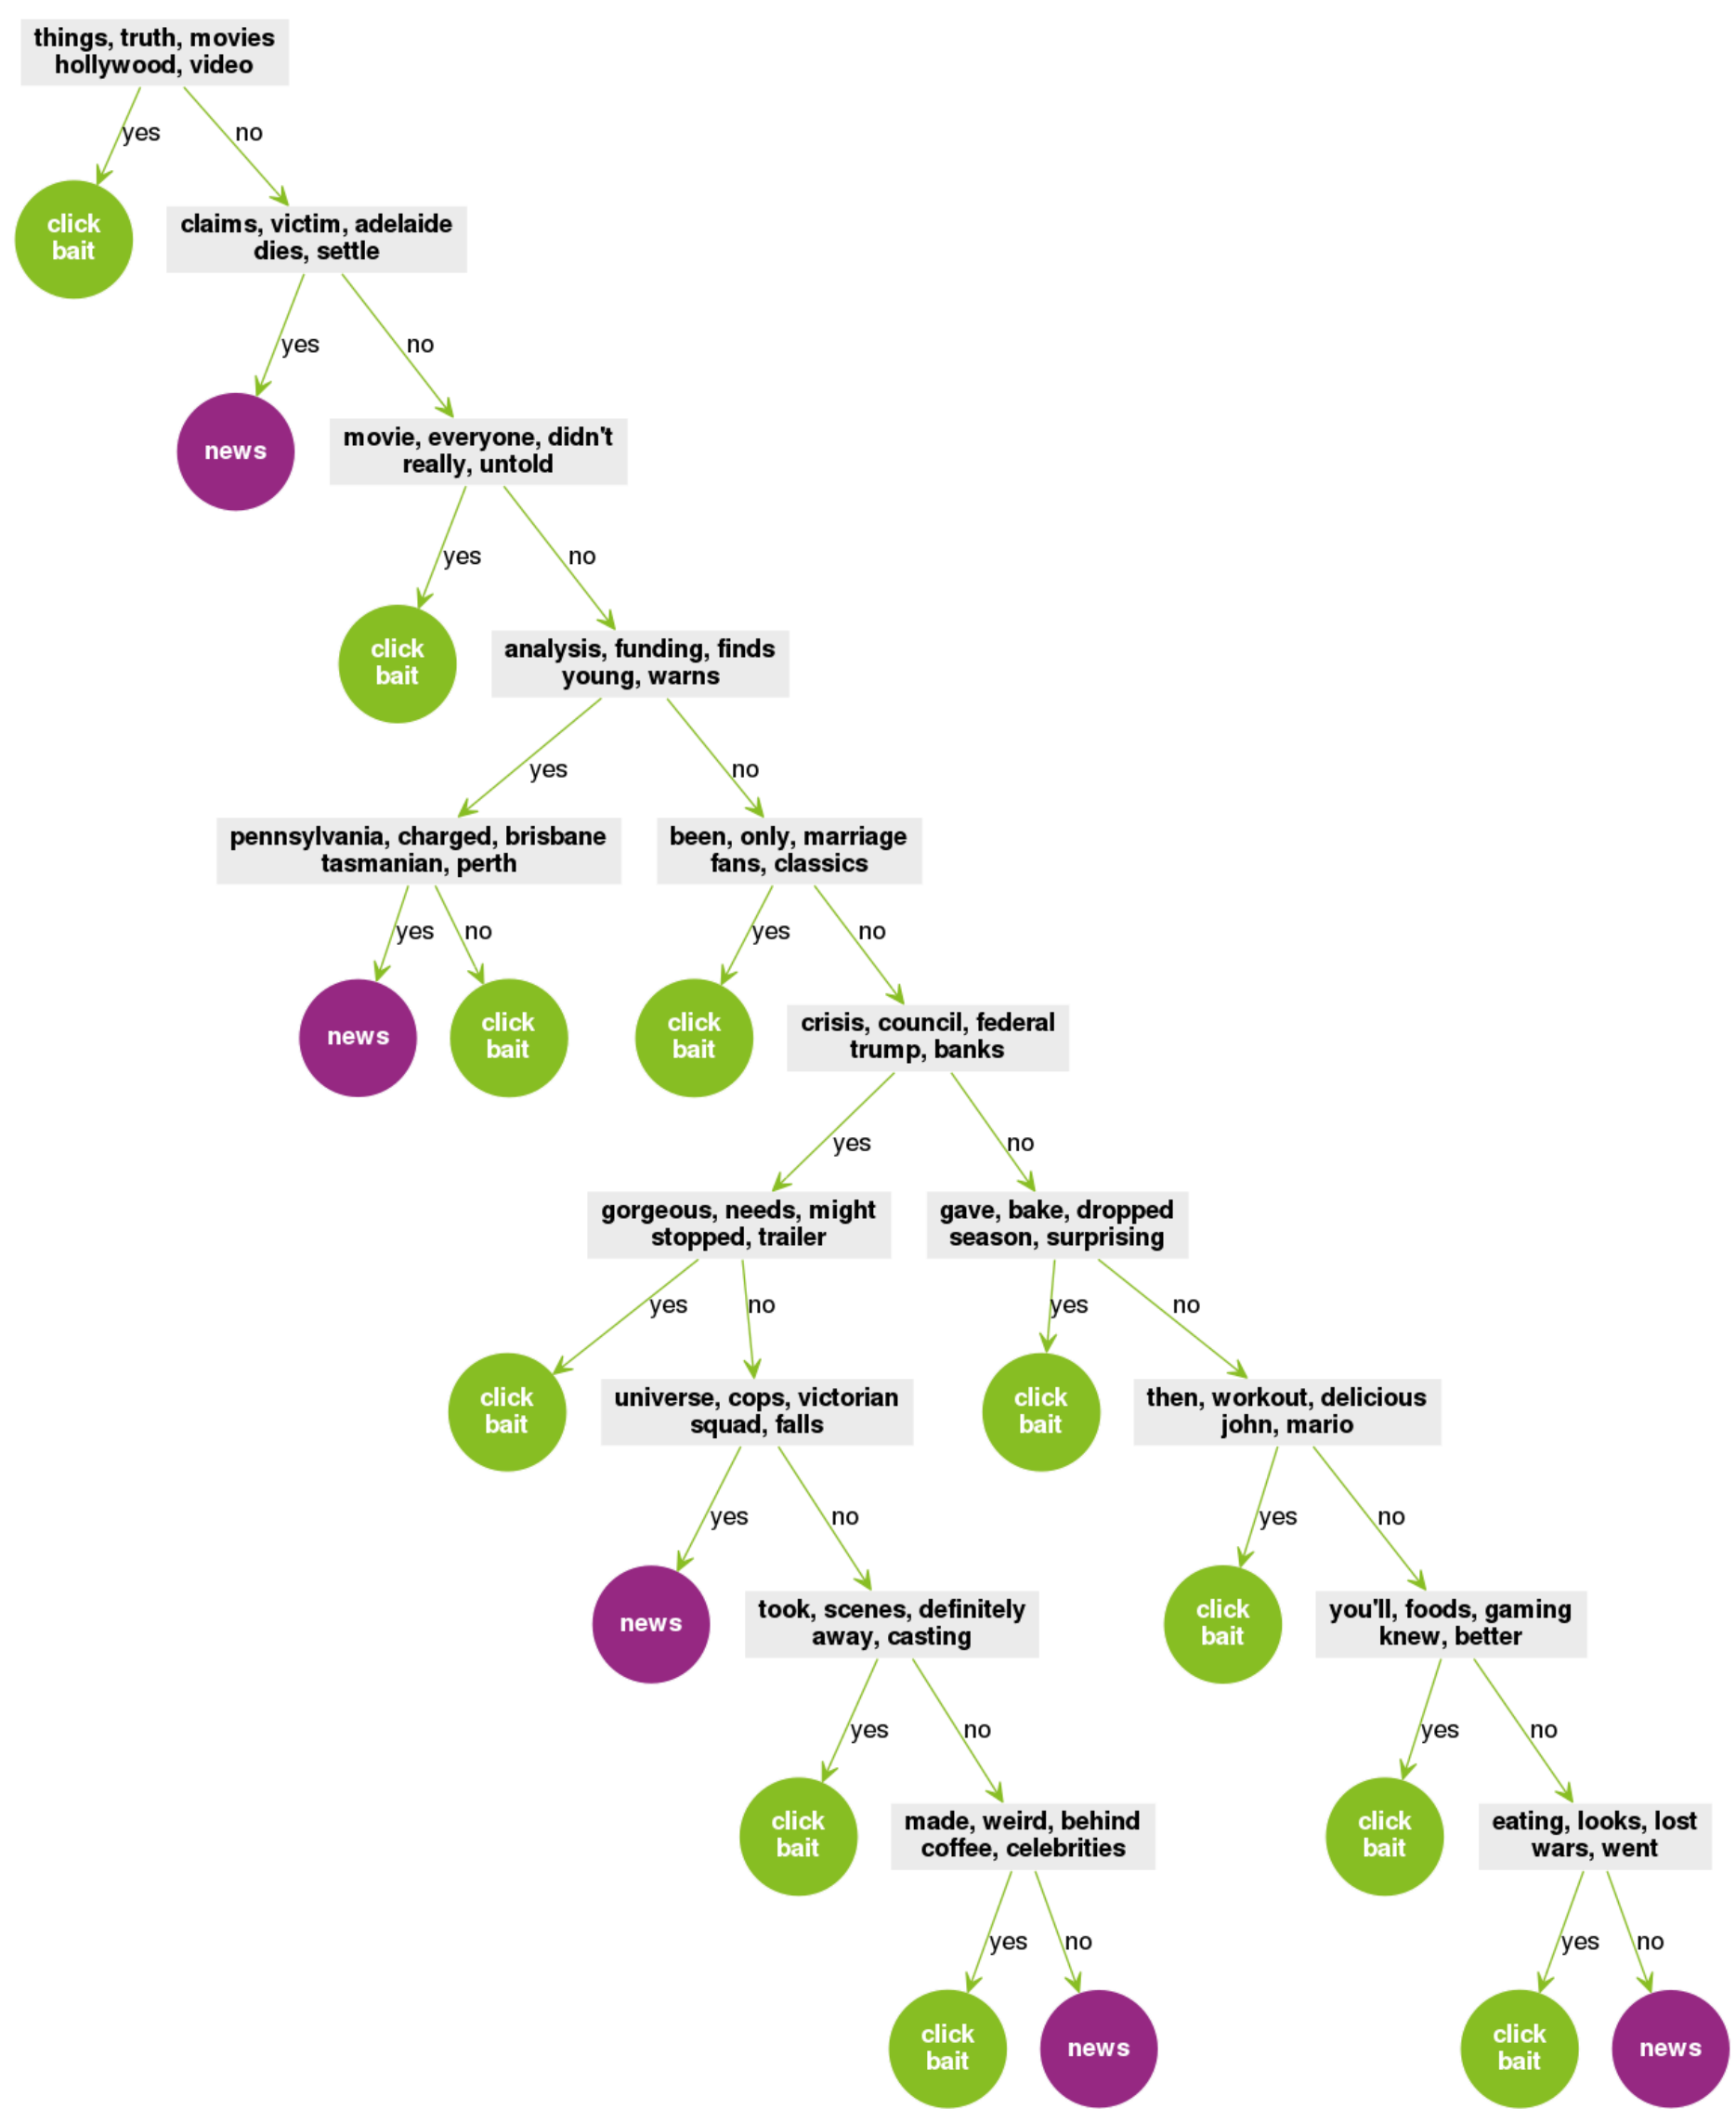 things, truth, movies
hollywood, video
yes
no
click
bait
claims, victim, adelaide
dies, settle
yes
no
news
movie, everyone, didn't
really, untold
yes
no
click
bait
analysis, funding, finds
young, warns
yes
no
pennsylvania, charged, brisbane
tasmanian, perth
been, only, marriage
fans, classics
yes
no
yes
no
news
click
bait
click
bait
crisis, council, federal
trump, banks
yes
no
gorgeous, needs, might
stopped, trailer
gave, bake, dropped
season, surprising
yes
no
yes
no
click
bait
universe, cops, victorian
squad, falls
click
bait
then, workout, delicious
john, mario
yes
no
yes
no
news
took, scenes, definitely
away, casting
click
bait
you'll, foods, gaming
knew, better
yes
no
yes
no
click
bait
made, weird, behind
coffee, celebrities
click
bait
eating, looks, lost
wars, went
yes
no
yes
no
click
bait
news
click
bait
news